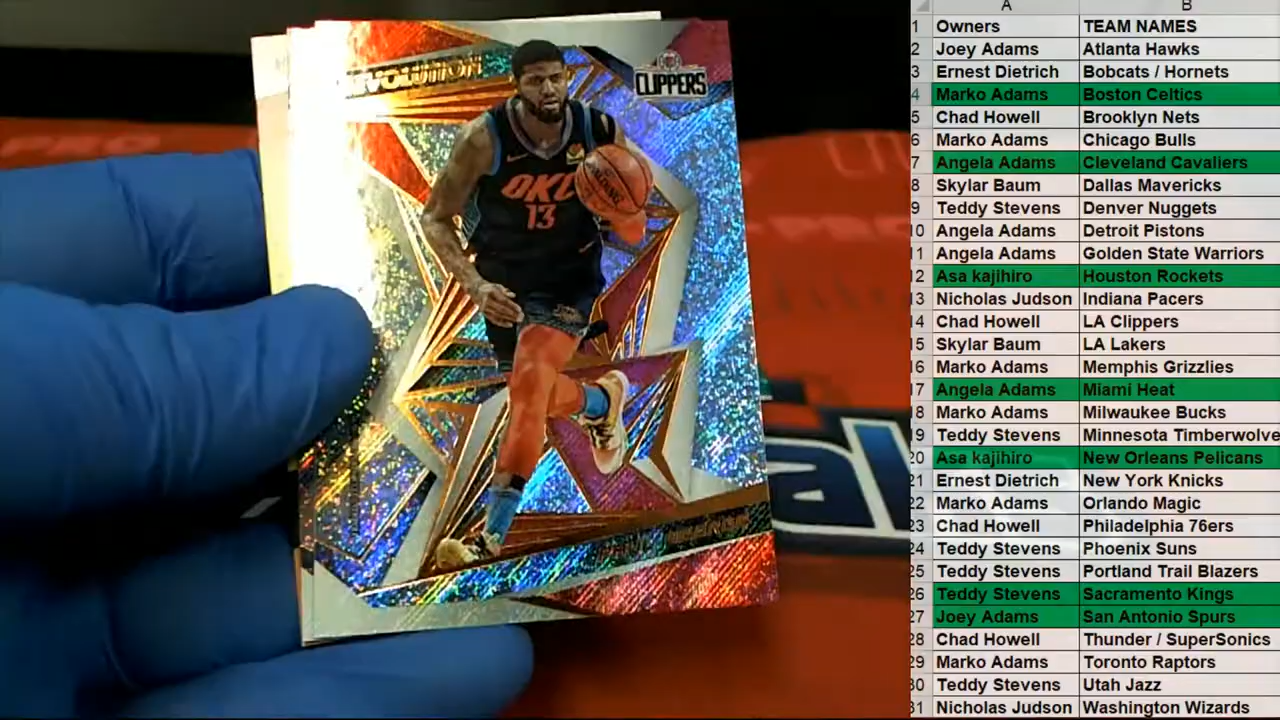 REVOLUTION
CLIPPERS
OKC
13
SPALDING
PAUL GEORGE
A B
1 Owners TEAM NAMES
2 Joey Adams Atlanta Hawks
3 Ernest Dietrich Bobcats / Hornets
4 Marko Adams Boston Celtics
5 Chad Howell Brooklyn Nets
6 Marko Adams Chicago Bulls
7 Angela Adams Cleveland Cavaliers
8 Skylar Baum Dallas Mavericks
9 Teddy Stevens Denver Nuggets
10 Angela Adams Detroit Pistons
11 Angela Adams Golden State Warriors
12 Asa kajihiro Houston Rockets
13 Nicholas Judson Indiana Pacers
14 Chad Howell LA Clippers
15 Skylar Baum LA Lakers
16 Marko Adams Memphis Grizzlies
17 Angela Adams Miami Heat
18 Marko Adams Milwaukee Bucks
19 Teddy Stevens Minnesota Timberwolve
20 Asa kajihiro New Orleans Pelicans
21 Ernest Dietrich New York Knicks
22 Marko Adams Orlando Magic
23 Chad Howell Philadelphia 76ers
24 Teddy Stevens Phoenix Suns
25 Teddy Stevens Portland Trail Blazers
26 Teddy Stevens Sacramento Kings
27 Joey Adams San Antonio Spurs
28 Chad Howell Thunder / SuperSonics
29 Marko Adams Toronto Raptors
30 Teddy Stevens Utah Jazz
31 Nicholas Judson Washington Wizards